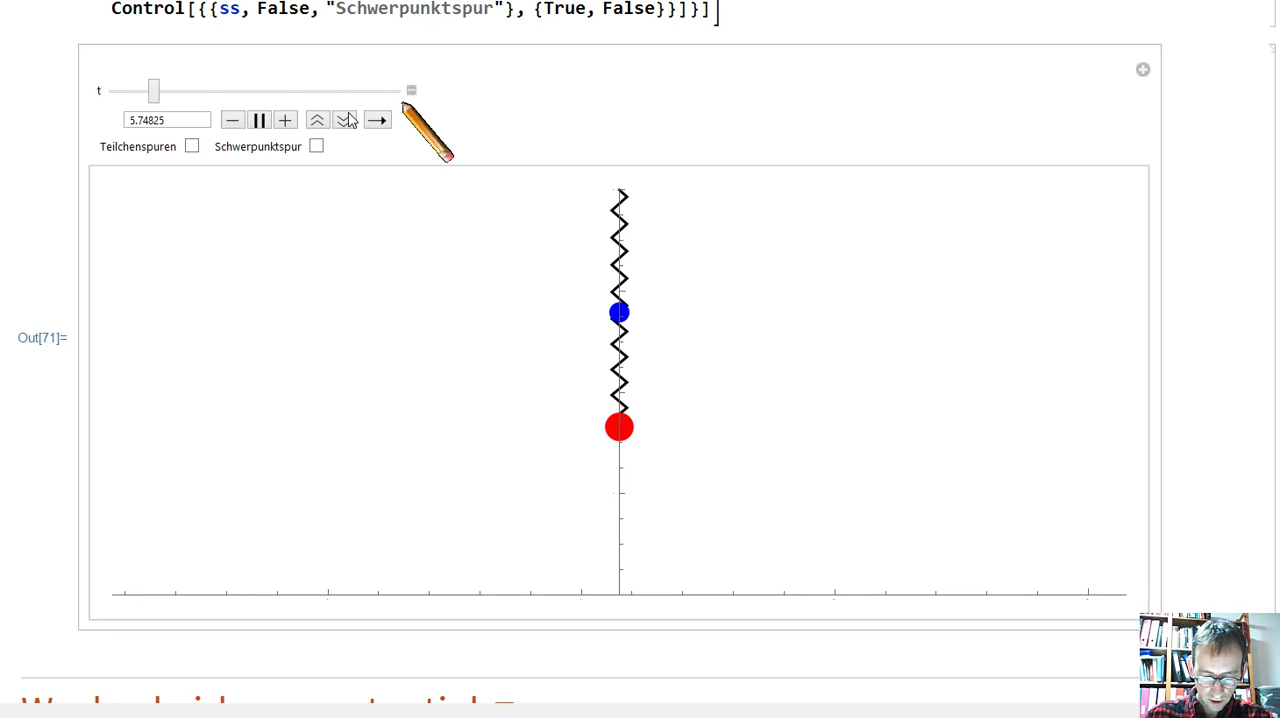 Control[{{ss, False, "Schwerpunktspur"}, {True, False}}]}]
t
5.74825
Teilchenspuren Schwerpunktspur
Out[71]=